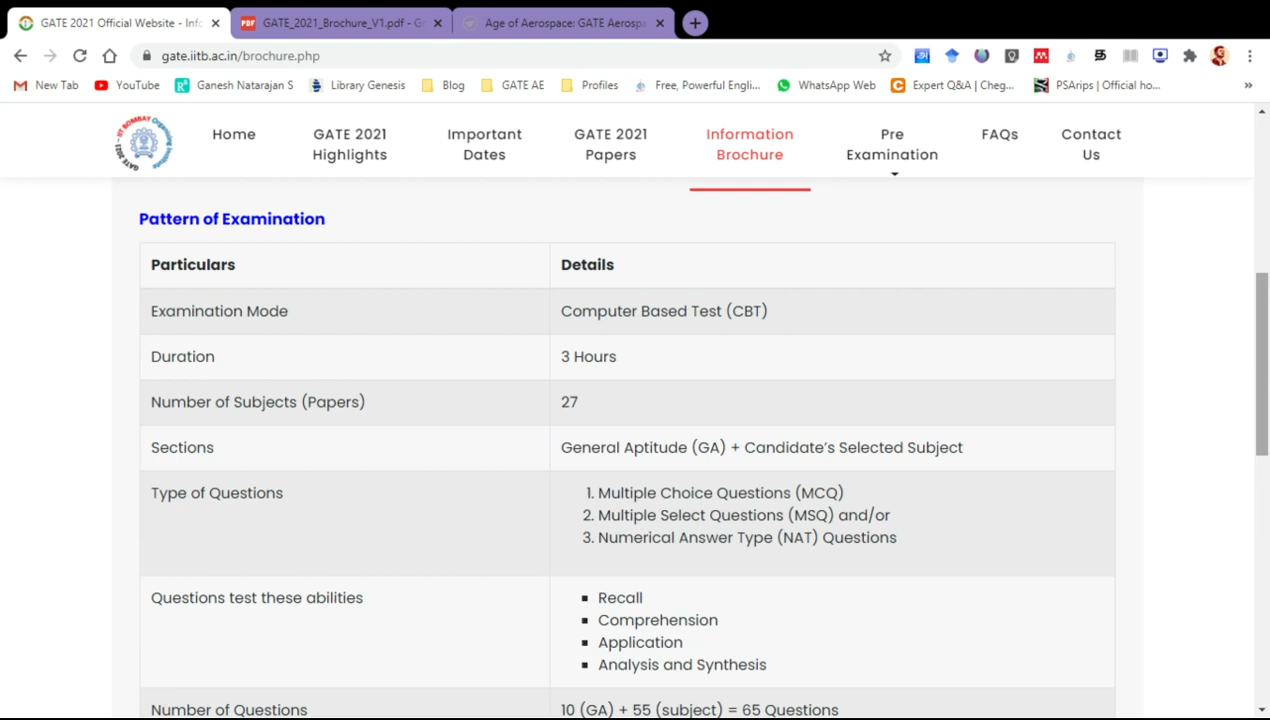 GATE 2021 Official Website - Info
GATE_2021_Brochure_V1.pdf - Go
Age of Aerospace: GATE Aerospa
gate.iitb.ac.in/brochure.php
New Tab
YouTube
Ganesh Natarajan S
Library Genesis
Blog
GATE AE
Profiles
Free, Powerful Engli...
WhatsApp Web
Expert Q&A | Cheg...
PSArips | Official ho...
»
Home
GATE 2021
Highlights
Important
Dates
GATE 2021
Papers
Information
Brochure
Pre
Examination
FAQs
Contact
Us
Pattern of Examination
Particulars
Details
Examination Mode
Computer Based Test (CBT)
Duration
3 Hours
Number of Subjects (Papers)
27
Sections
General Aptitude (GA) + Candidate's Selected Subject
Type of Questions
1. Multiple Choice Questions (MCQ)
2. Multiple Select Questions (MSQ) and/or
3. Numerical Answer Type (NAT) Questions
Questions test these abilities
Recall
Comprehension
Application
Analysis and Synthesis
Number of Questions
10 (GA) + 55 (subject) = 65 Questions